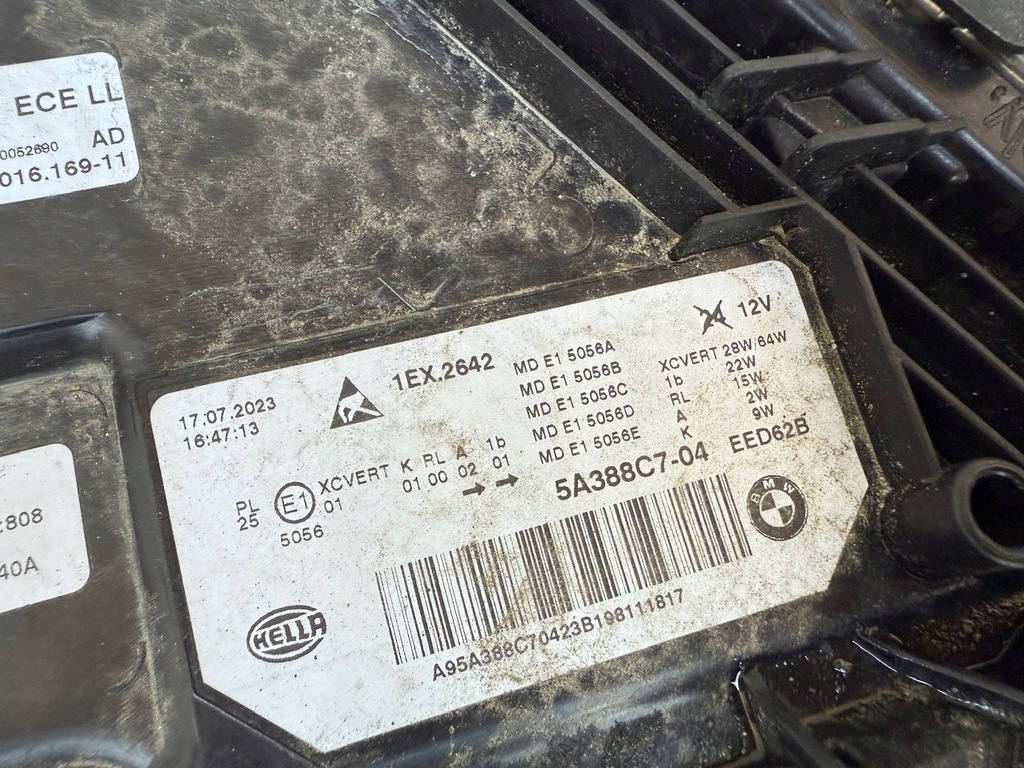 ECE LL
0052690 AD
016.169-11
808
40A
17.07.2023
16:47:13
1EX.2642
12V
MD E1 5056A XCVERT 28W/64W
MD E1 5056B 1b 22W
MD E1 5056C RL 15W
MD E1 5056D A 2W
MD E1 5056E K 9W
PL E1 XCVERT K RL A 1b
25 01 01 00 02 01
5056
5A388C7-04 EED62B
BMW
HELLA
A95A388C70423B198111817